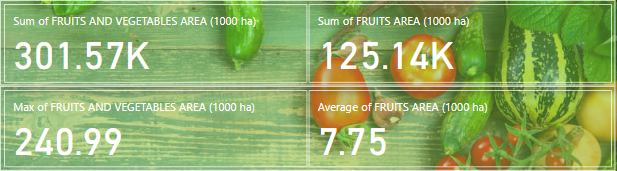 Sum of FRUITS AND VEGETABLES AREA (1000 ha)
301.57K
Sum of FRUITS AREA (1000 ha)
125.14K
Max of FRUITS AND VEGETABLES AREA (1000 ha)
240.99
Average of FRUITS AREA (1000 ha)
7.75